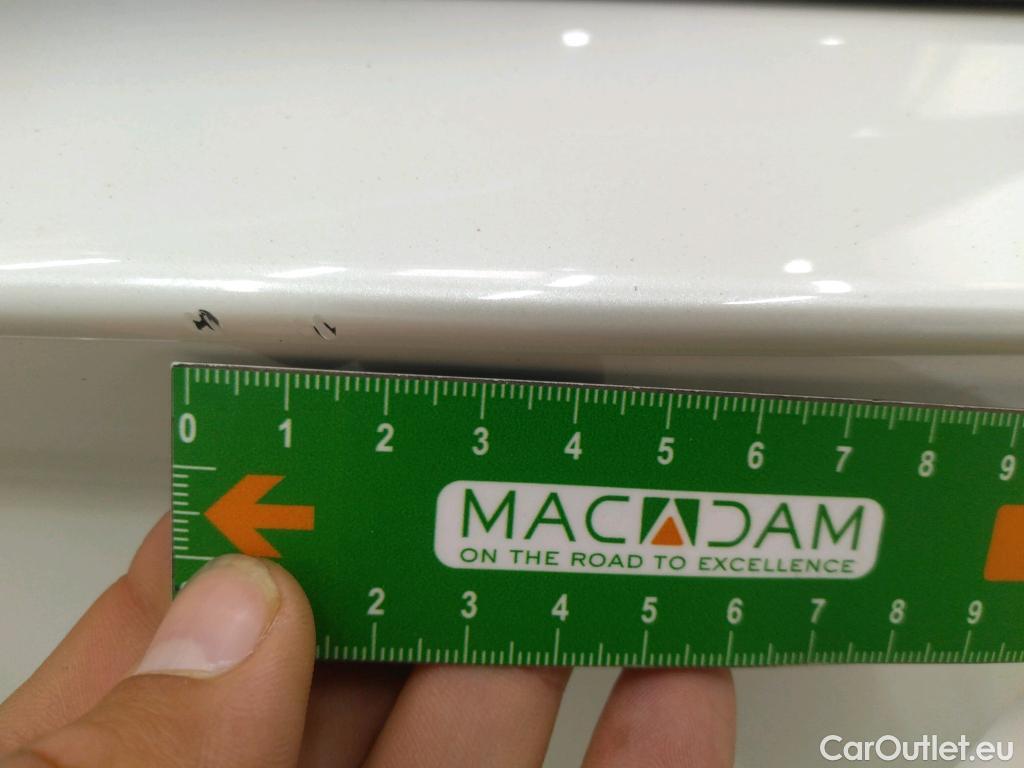 0 1 2 3 4 5 6 7 8 9
MACADAM
ON THE ROAD TO EXCELLENCE
2 3 4 5 6 7 8 9
CarOutlet.eu